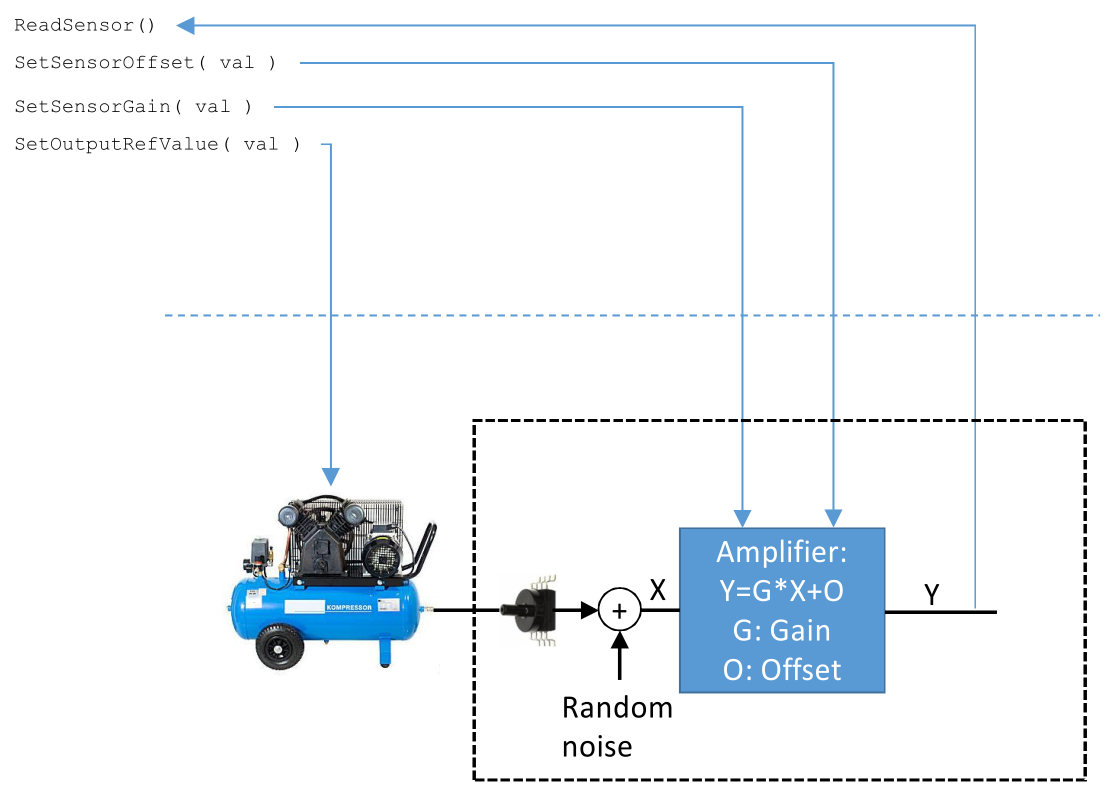 ReadSensor()
SetSensorOffset( val )
SetSensorGain( val )
SetOutputRefValue( val )
KOMPRESSOR
+
X
Amplifier:
Y=G*X+O
G: Gain
O: Offset
Y
Random
noise